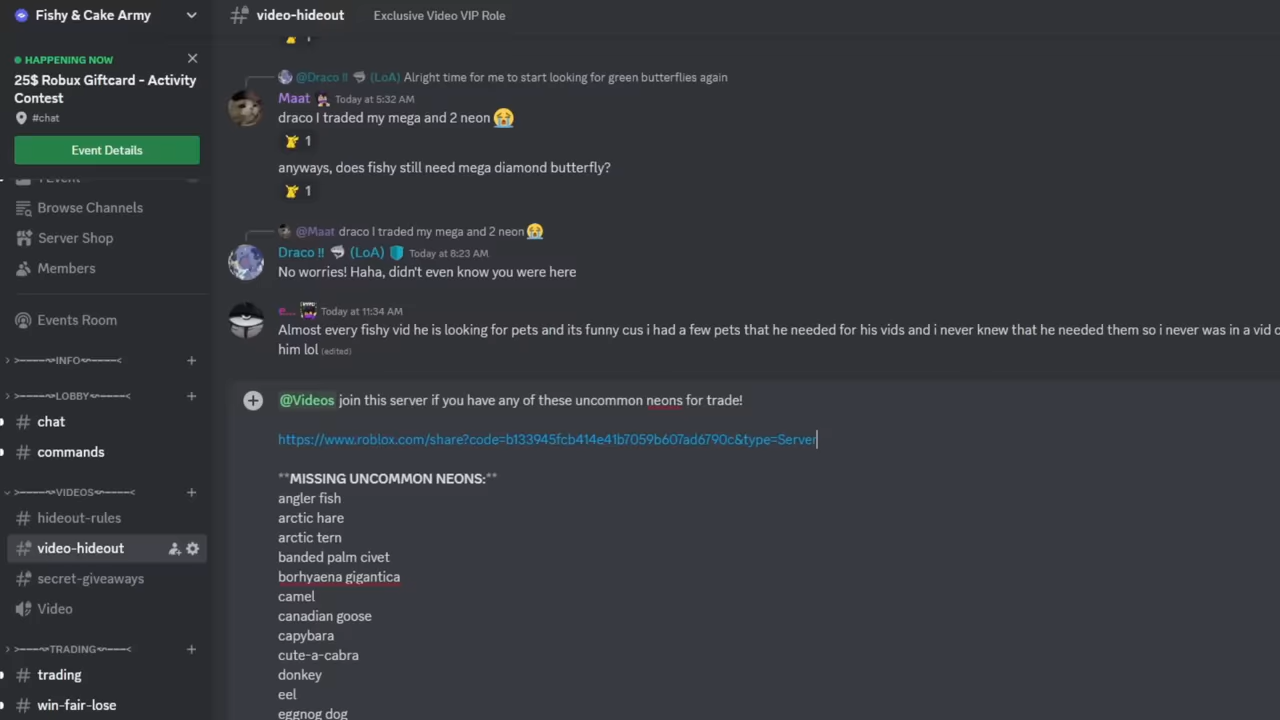 Fishy & Cake Army
HAPPENING NOW
25$ Robux Giftcard - Activity
Contest
#chat
Event Details
1 Event
Browse Channels
Server Shop
Members
Events Room
INFO
LOBBY
chat
commands
VIDEOS
hideout-rules
video-hideout
secret-giveaways
Video
TRADING
trading
win-fair-lose
video-hideout
Exclusive Video VIP Role
1
@Draco !! (LoA) Alright time for me to start looking for green butterflies again
Maat Today at 5:32 AM
draco I traded my mega and 2 neon 😭
1
anyways, does fishy still need mega diamond butterfly?
1
@Maat draco I traded my mega and 2 neon 😭
Draco !! (LoA) Today at 8:23 AM
No worries! Haha, didn't even know you were here
e... Today at 11:34 AM
Almost every fishy vid he is looking for pets and its funny cus i had a few pets that he needed for his vids and i never knew that he needed them so i never was in a vid
him lol (edited)
@Videos join this server if you have any of these uncommon neons for trade!
https://www.roblox.com/share?code=b133945fcb414e41b7059b607ad6790c&type=Server
**MISSING UNCOMMON NEONS:**
angler fish
arctic hare
arctic tern
banded palm civet
borhyaena gigantica
camel
canadian goose
capybara
cute-a-cabra
donkey
eel
eggnog dog